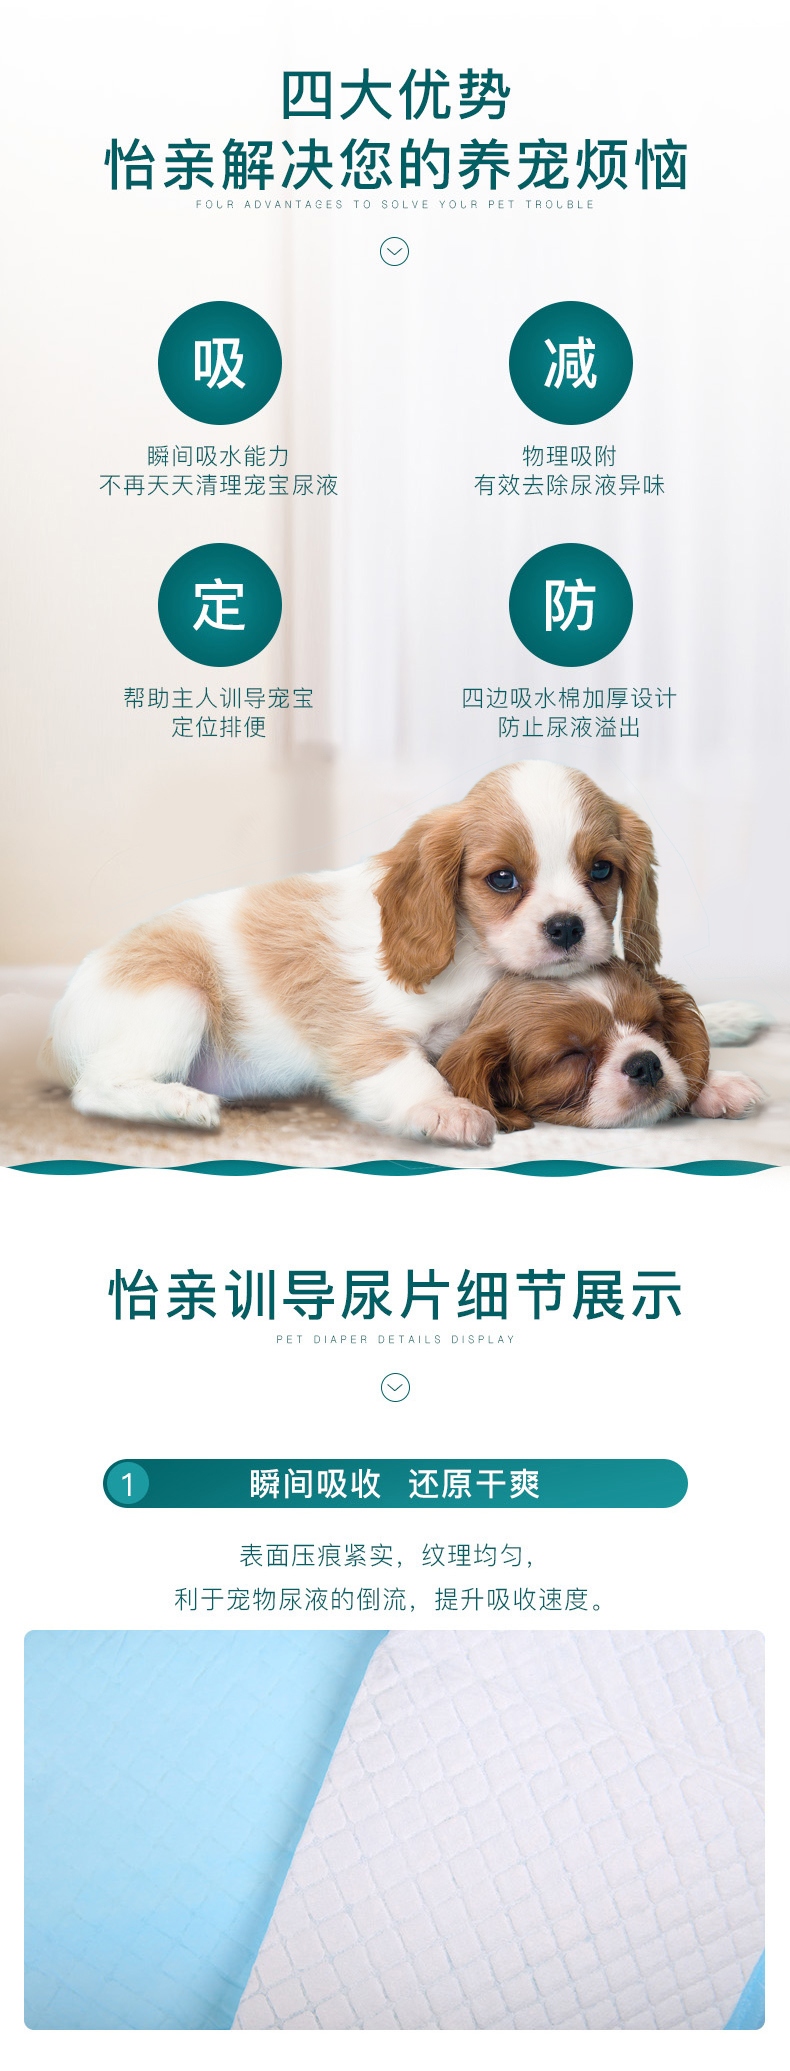 四大优势
怡亲解决您的养宠烦恼
FOUR ADVANTAGES TO SOLVE YOUR PET TROUBLE
吸
瞬间吸水能力
不再天天清理宠宝尿液
减
物理吸附
有效去除尿液异味
定
帮助主人训导宠宝
定位排便
防
四边吸水棉加厚设计
防止尿液溢出
怡亲训导尿片细节展示
PET DIAPER DETAILS DISPLAY
1 瞬间吸收 还原干爽
表面压痕紧实，纹理均匀，
利于宠物尿液的倒流，提升吸收速度。